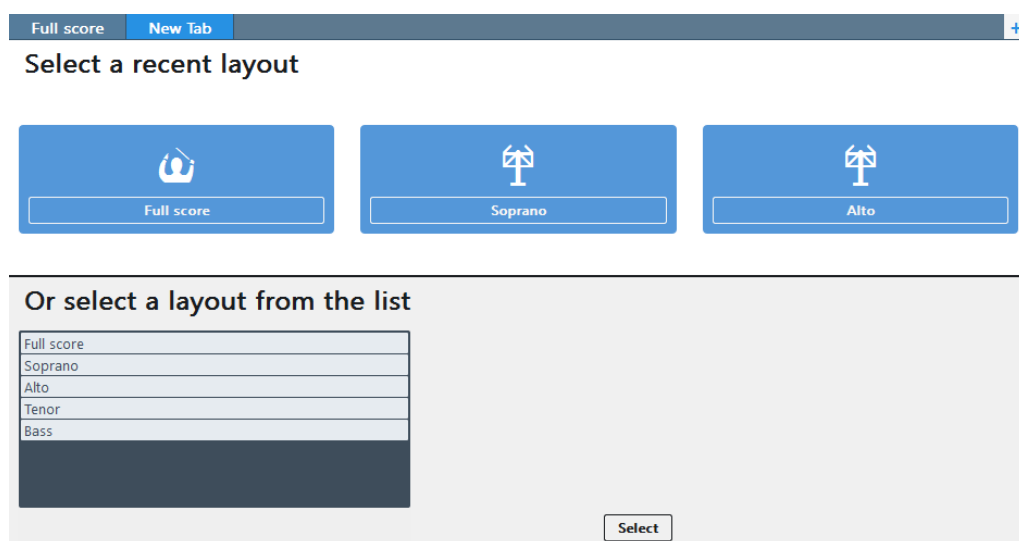 Full score New Tab +
Select a recent layout
Full score Soprano Alto
Or select a layout from the list
Full score
Soprano
Alto
Tenor
Bass
Select